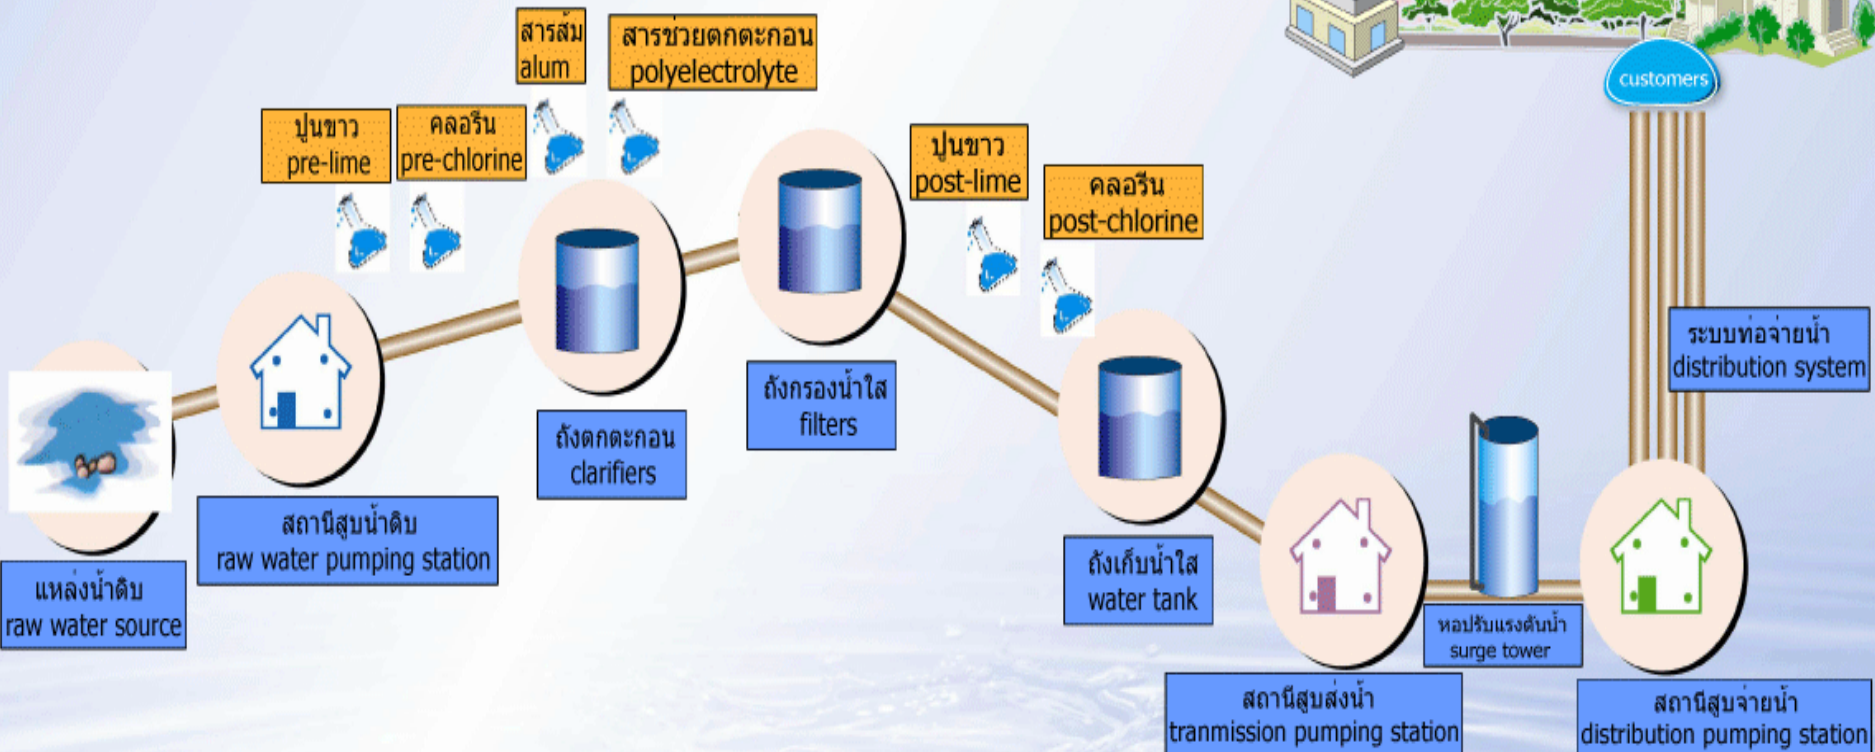 สารส้ม
alum
สารช่วยตกตะกอน
polyelectrolyte
customers
ปูนขาว
pre-lime
คลอรีน
pre-chlorine
ปูนขาว
post-lime
คลอรีน
post-chlorine
ระบบท่อจ่ายน้ำ
distribution system
ถังกรองน้ำใส
filters
ถังตกตะกอน
clarifiers
สถานีสูบน้ำดิบ
raw water pumping station
แหล่งน้ำดิบ
raw water source
ถังเก็บน้ำใส
water tank
หอปรับแรงดันน้ำ
surge tower
สถานีสูบส่งน้ำ
tranmission pumping station
สถานีสูบจ่ายน้ำ
distribution pumping station